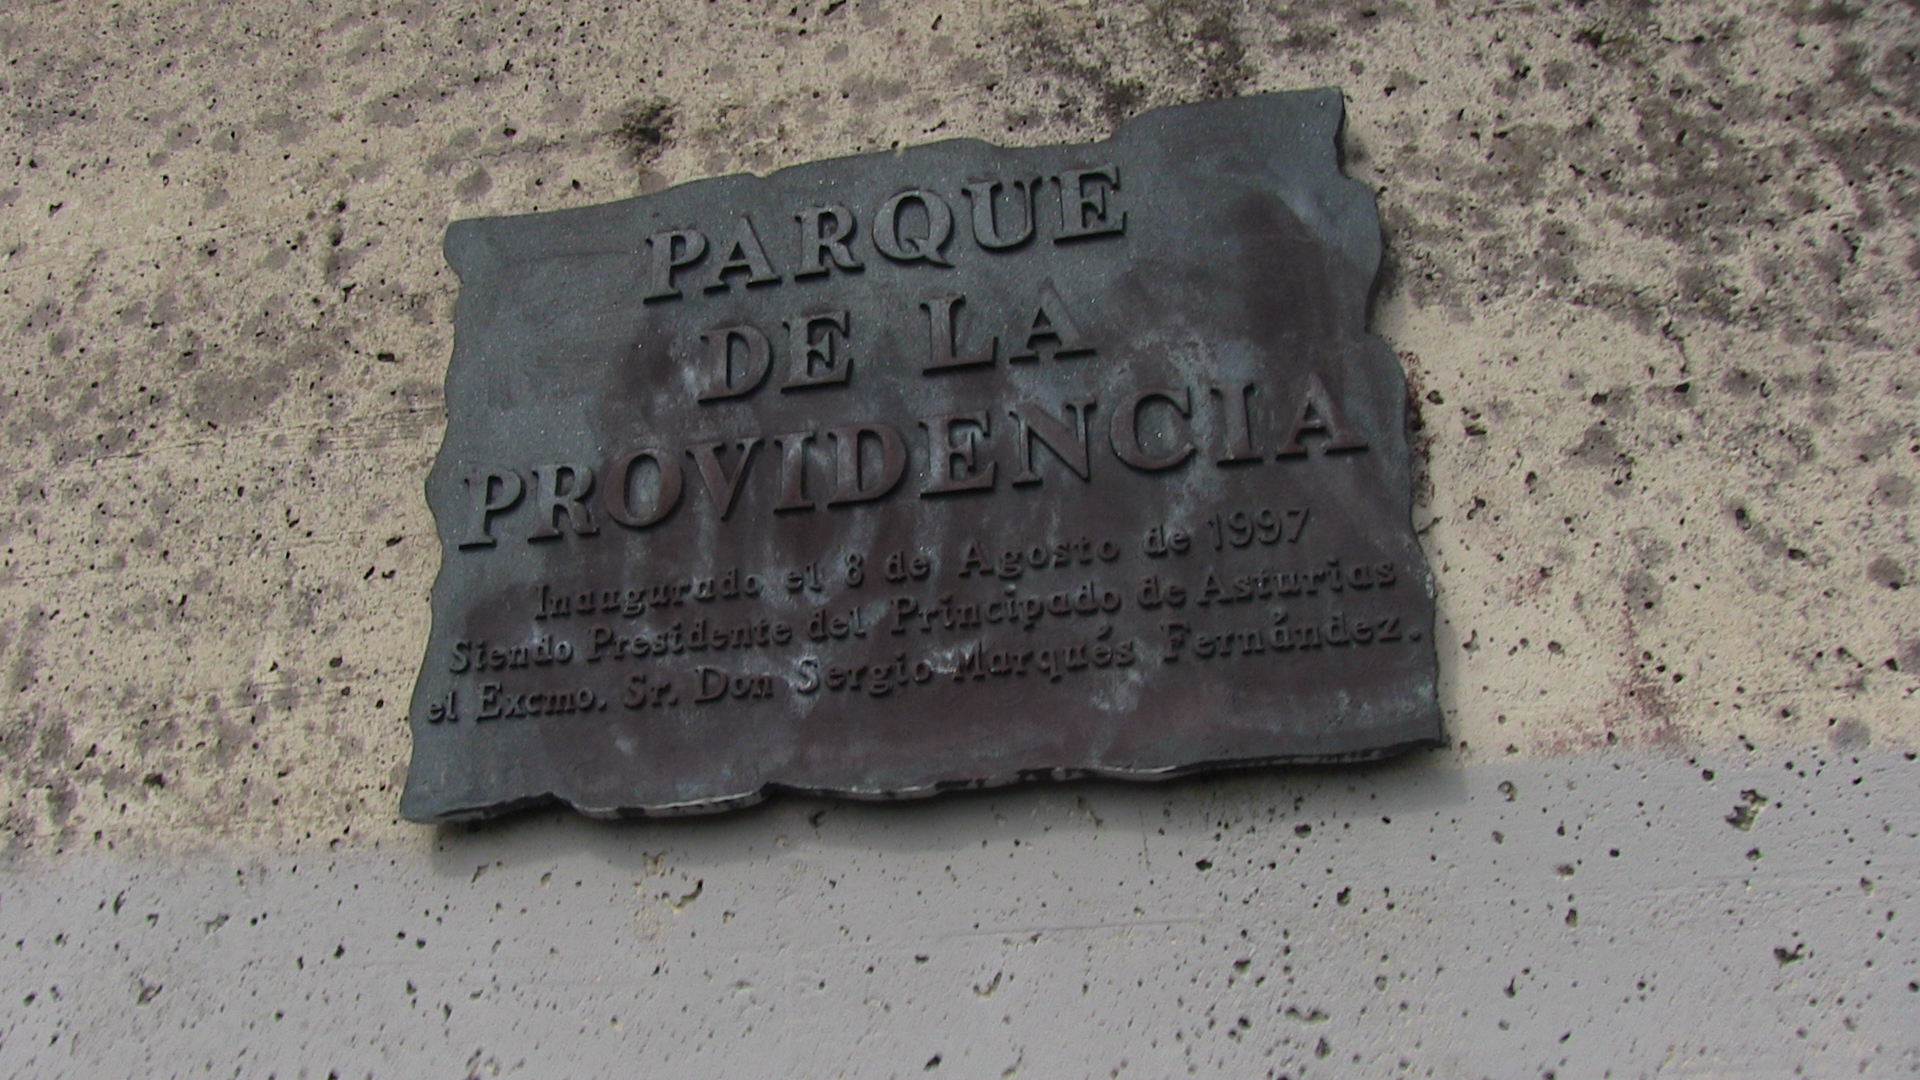 PARQUE
DE LA
PROVIDENCIA
Inaugurado el 8 de Agosto de 1997
Siendo Presidente del Principado de Asturias
el Excmo. Sr. Don Sergio Marqués Fernández.